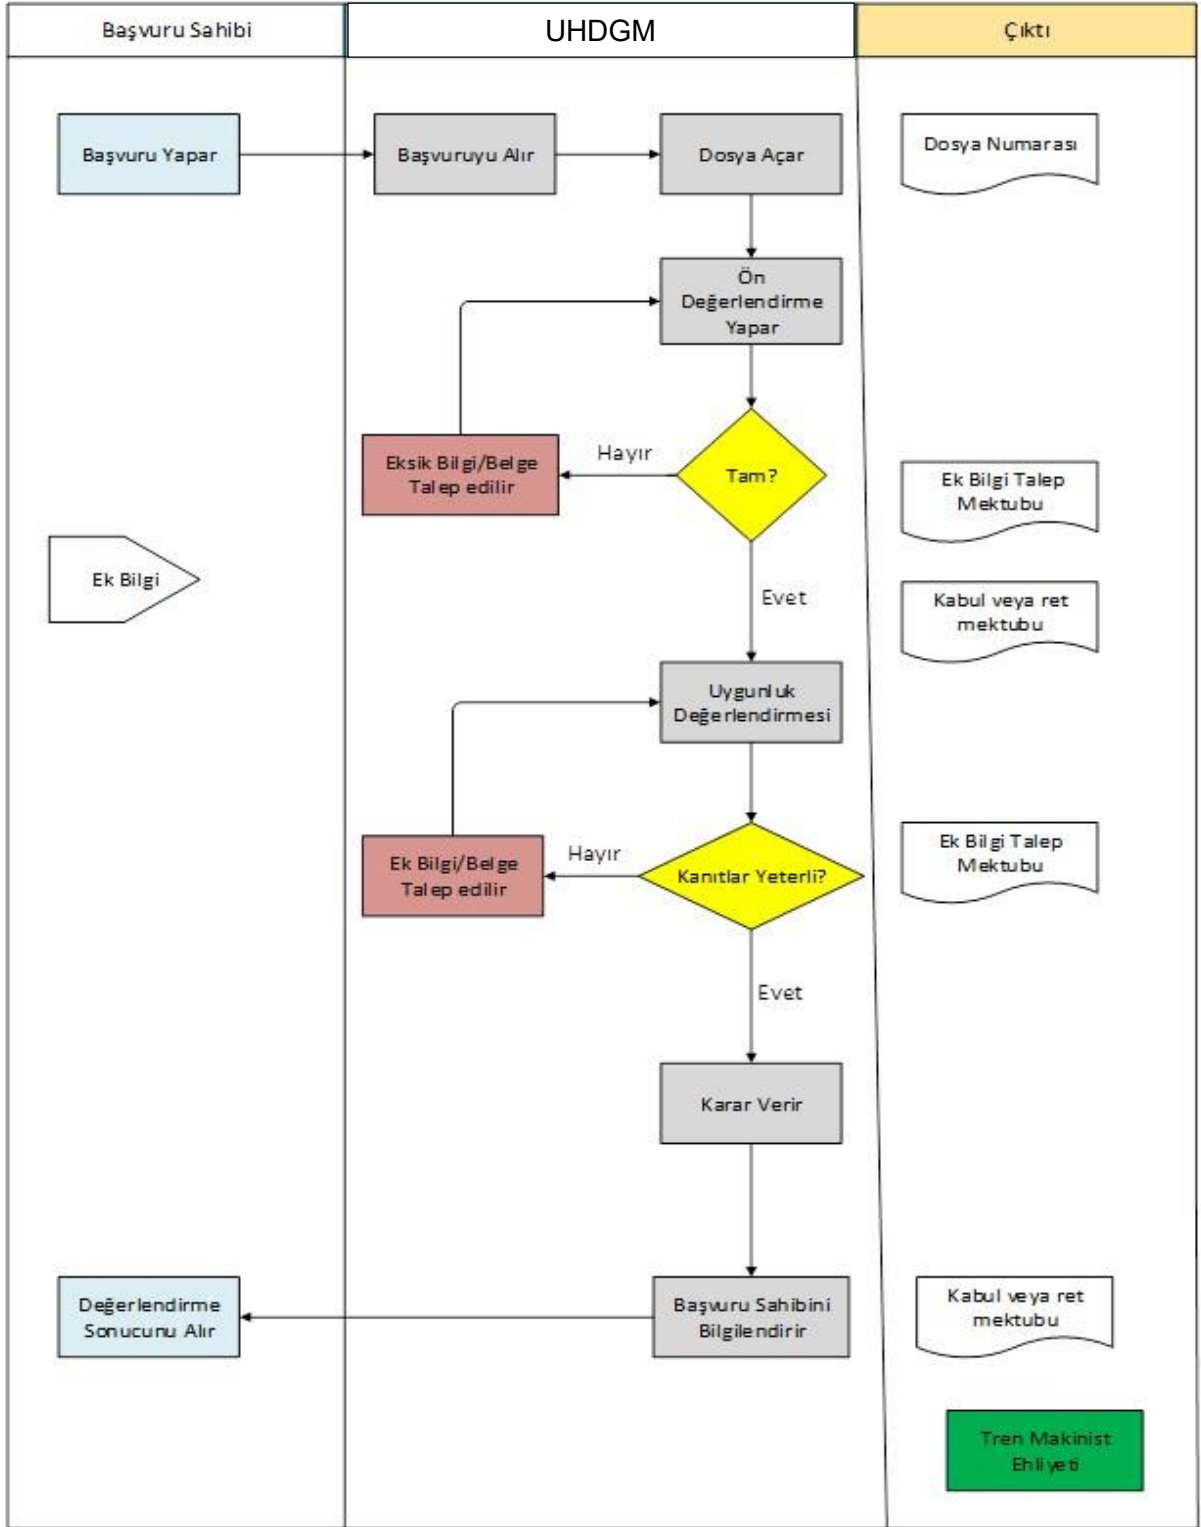 Başvuru Sahibi
UHDGM
Çıktı
Başvuru Yapar
Başvuruyu Alır
Dosya Açar
Dosya Numarası
Ön
Değerlendirme
Yapar
Eksik Bilgi/Belge
Talep edilir
Hayır
Tam?
Ek Bilgi Talep
Mektubu
Ek Bilgi
Evet
Kabul veya ret
mektubu
Uygunluk
Değerlendirmesi
Ek Bilgi/Belge
Talep edilir
Hayır
Kanıtlar Yeterli?
Ek Bilgi Talep
Mektubu
Evet
Karar Verir
Değerlendirme
Sonucunu Alır
Başvuru Sahibini
Bilgilendirir
Kabul veya ret
mektubu
Tren Makinist
Ehliyeti